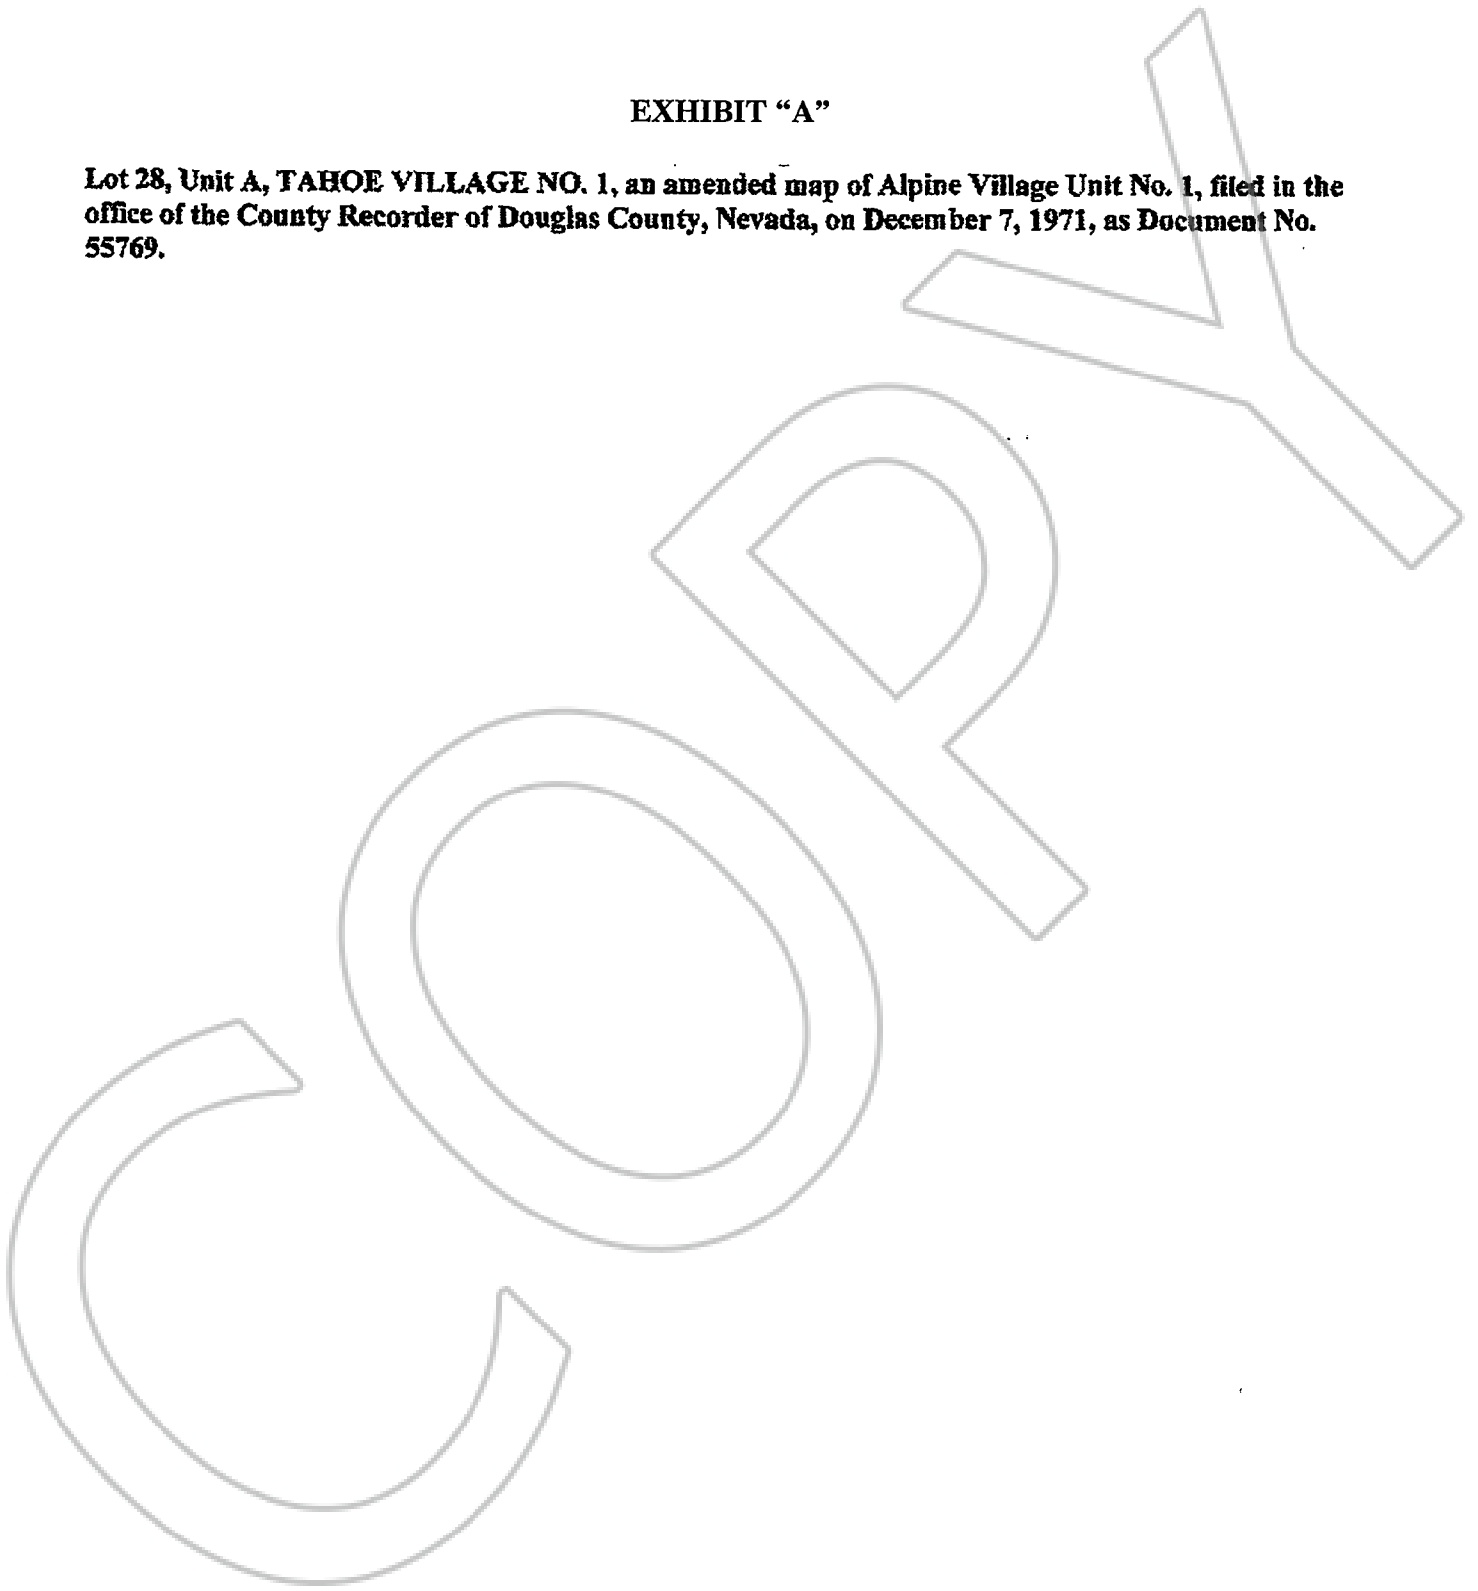 EXHIBIT “A”
Lot 28, Unit A, TAHOE VILLAGE NO. 1, an amended map of Alpine Village Unit No. 1, filed in the
office of the County Recorder of Douglas County, Nevada, on December 7, 1971, as Document No.
55769.
COPY